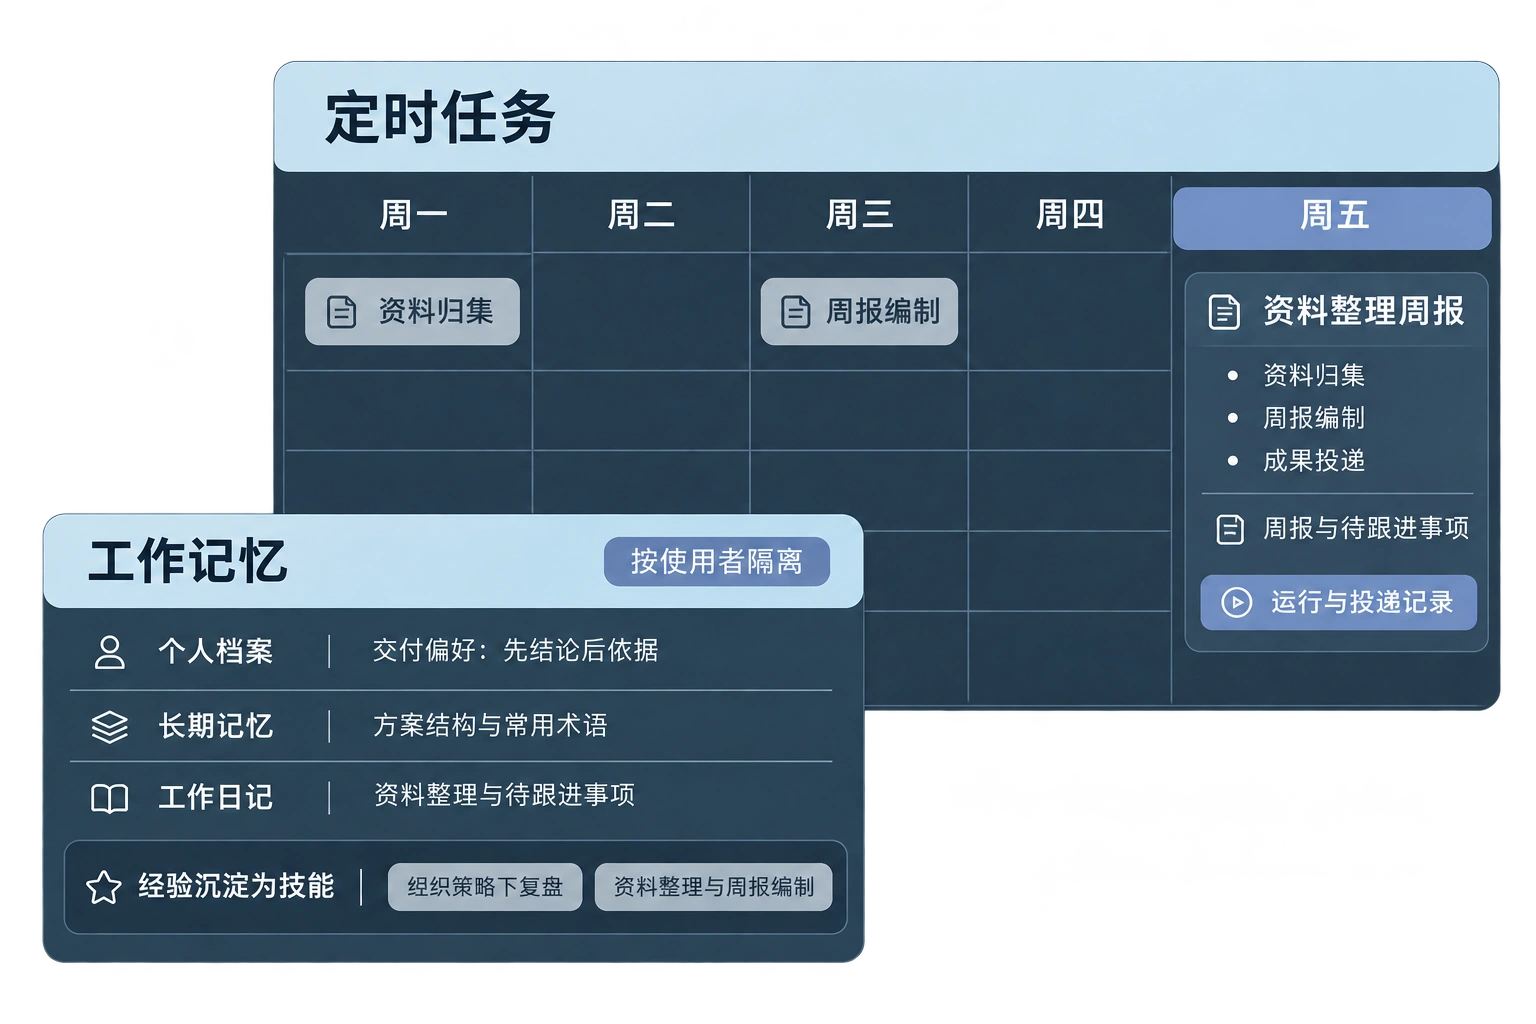 定时任务
周一 周二 周三 周四 周五
资料归集 周报编制 资料整理周报
资料归集
周报编制
成果投递
周报与待跟进事项
运行与投递记录
工作记忆 按使用者隔离
个人档案 交付偏好：先结论后依据
长期记忆 方案结构与常用术语
工作日记 资料整理与待跟进事项
经验沉淀为技能 组织策略下复盘 资料整理与周报编制